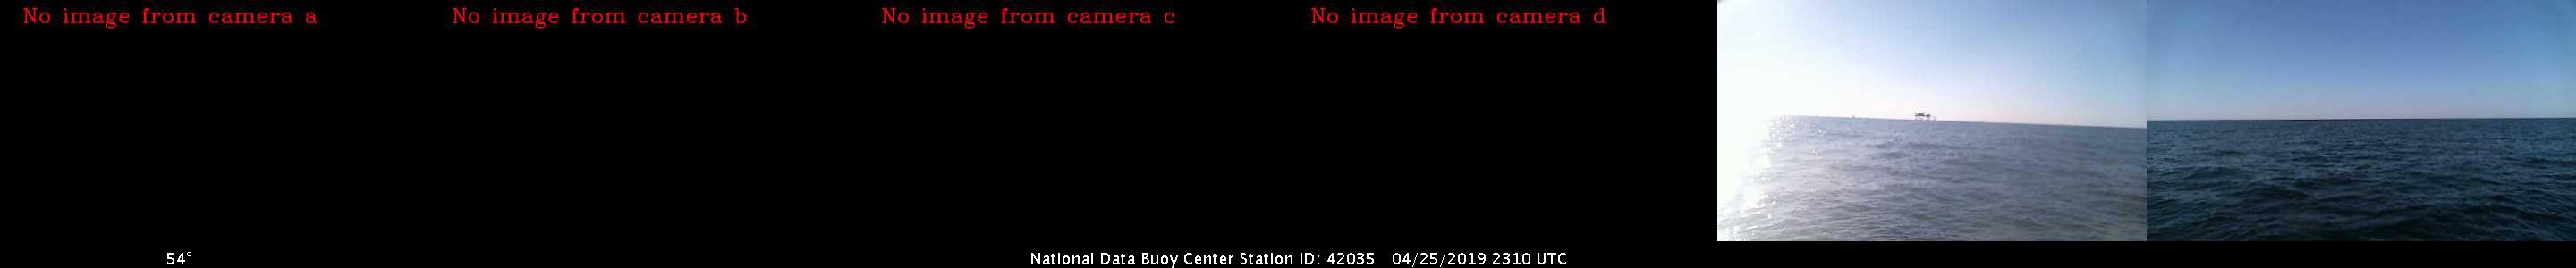 No image from camera a
No image from camera b
No image from camera c
No image from camera d
54°
National Data Buoy Center Station ID: 42035 04/25/2019 2310 UTC